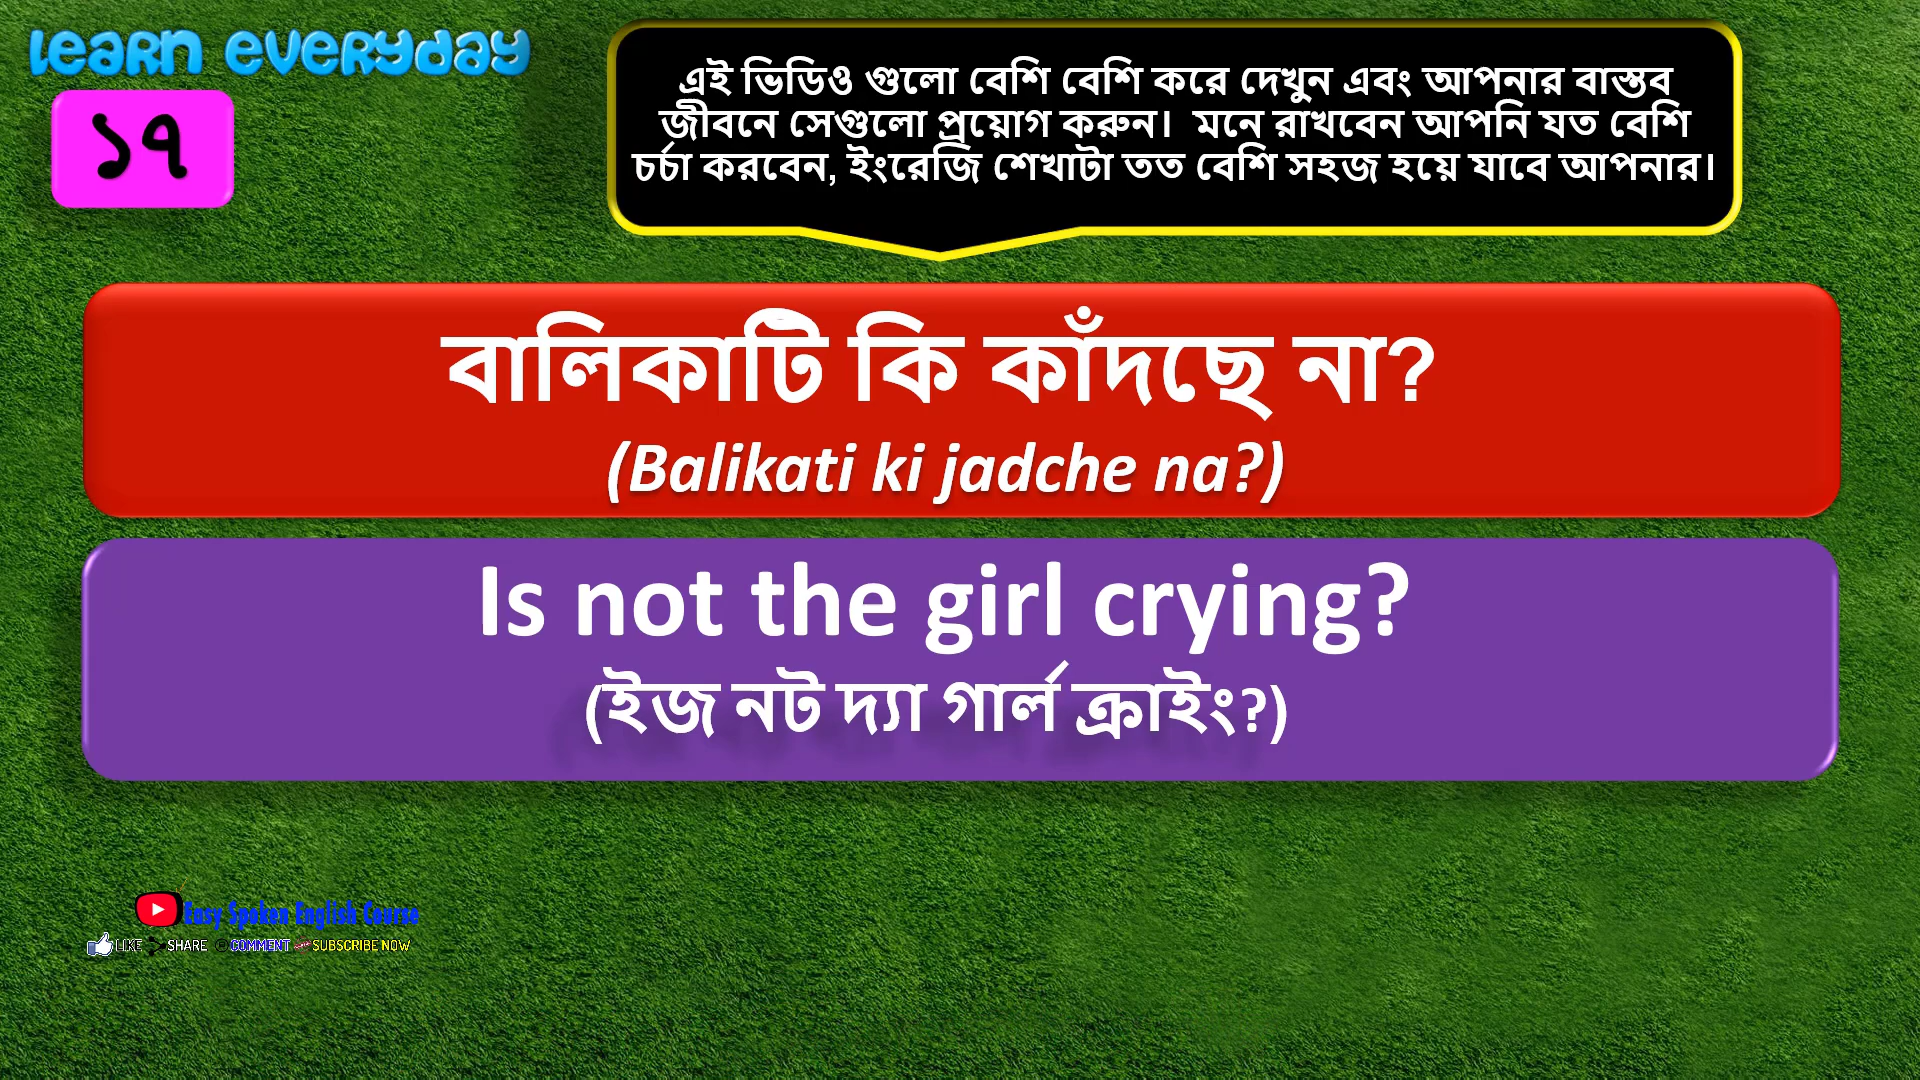 LEARN EVERYDAY
১৭
এই ভিডিও গুলো বেশি বেশি করে দেখুন এবং আপনার বাস্তব
জীবনে সেগুলো প্রয়োগ করুন। মনে রাখবেন আপনি যত বেশি
চর্চা করবেন, ইংরেজি শেখাটা তত বেশি সহজ হয়ে যাবে আপনার।
বালিকাটি কি কাঁদছে না?
(Balikati ki jadche na?)
Is not the girl crying?
(ইজ নট দ্যা গার্ল ক্রাইং?)
Easy Spoken English Course
LIKE SHARE COMMENT SUBSCRIBE NOW